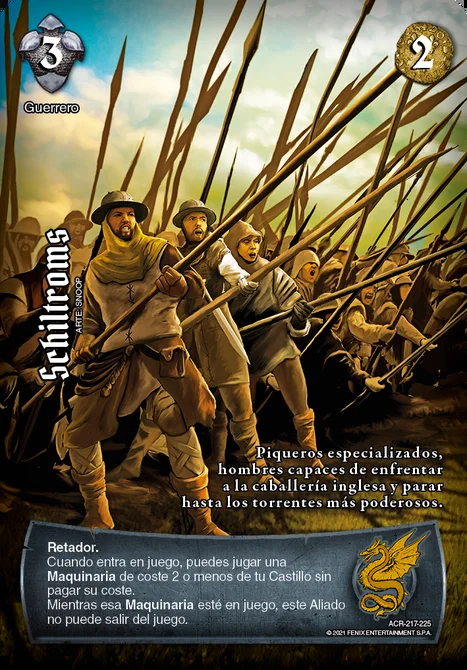 3
2
Guerrero
Schiltroms
ARTE: SNOOP
Piqueros especializados,
hombres capaces de enfrentar
a la caballería inglesa y parar
hasta los torrentes más poderosos.
Retador.
Cuando entra en juego, puedes jugar una
Maquinaria de coste 2 o menos de tu Castillo sin
pagar su coste.
Mientras esa Maquinaria esté en juego, este Aliado
no puede salir del juego.
ACR-217-225
© 2021 FENIX ENTERTAINMENT S.P.A.